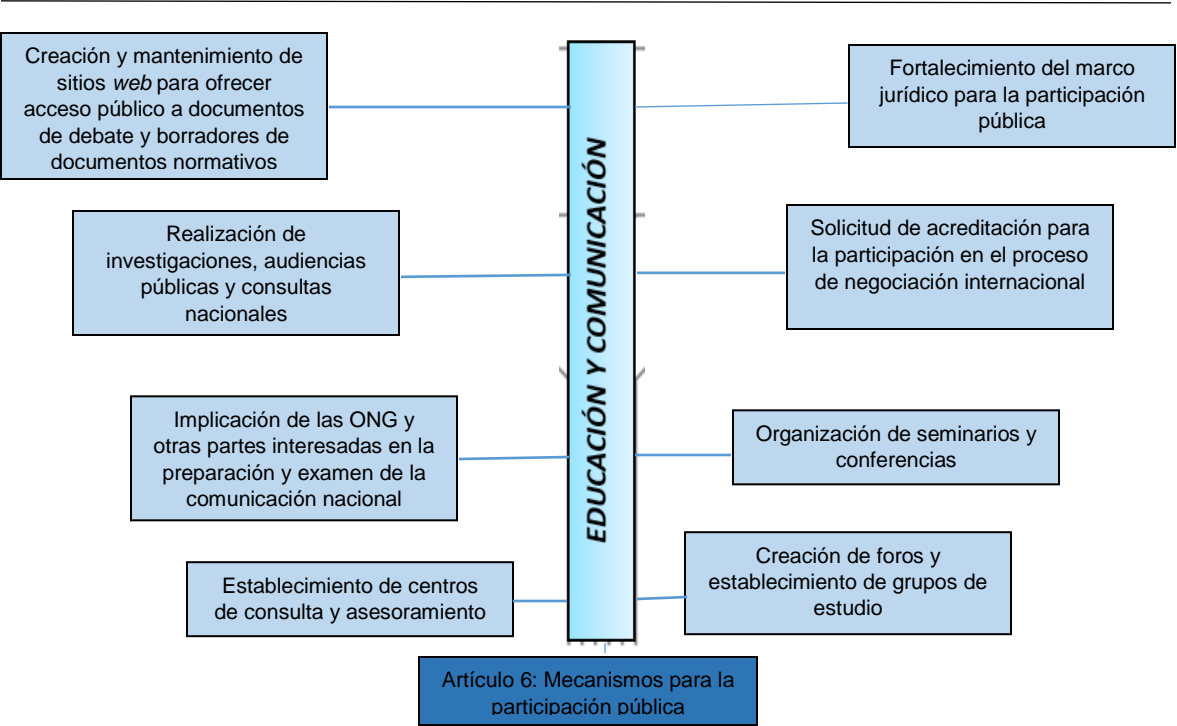 Creación y mantenimiento de
sitios web para ofrecer
acceso público a documentos
de debate y borradores de
documentos normativos
Fortalecimiento del marco
jurídico para la participación
pública
Realización de
investigaciones, audiencias
públicas y consultas
nacionales
Solicitud de acreditación para
la participación en el proceso
de negociación internacional
EDUCACIÓN Y COMUNICACIÓN
Implicación de las ONG y
otras partes interesadas en la
preparación y examen de la
comunicación nacional
Organización de seminarios y
conferencias
Establecimiento de centros
de consulta y asesoramiento
Creación de foros y
establecimiento de grupos de
estudio
Artículo 6: Mecanismos para la
participación pública